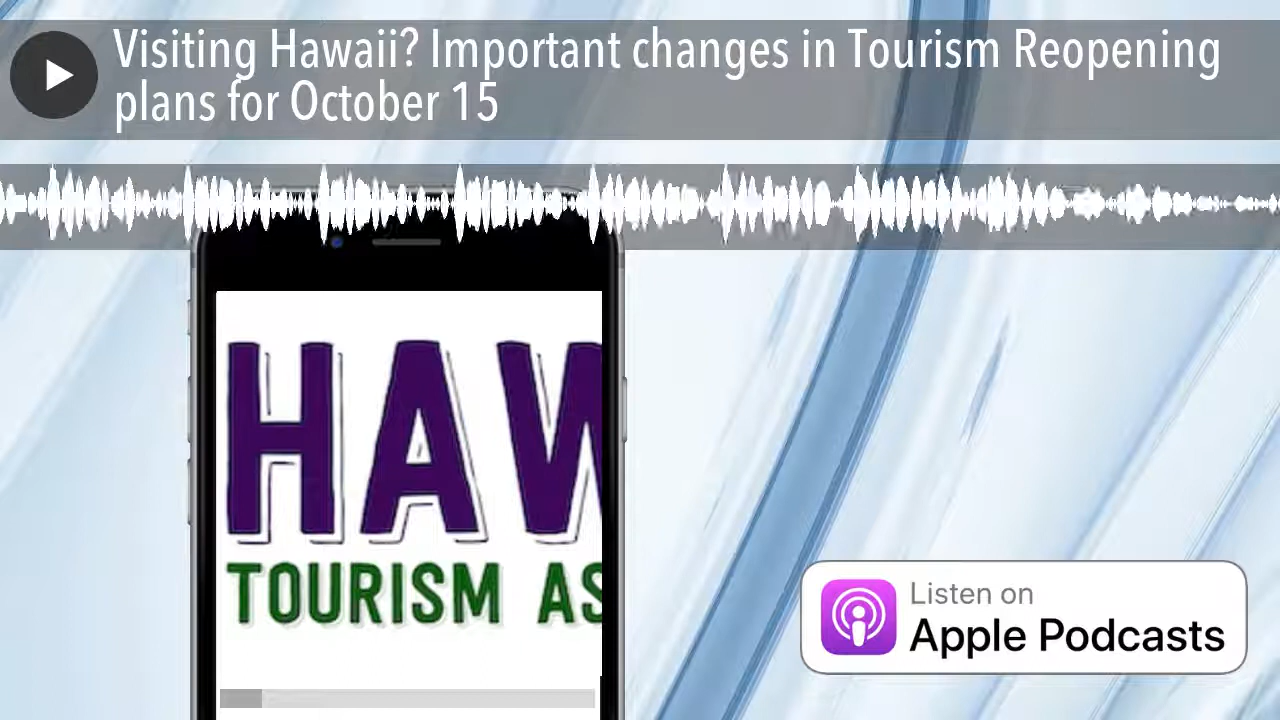 Visiting Hawaii? Important changes in Tourism Reopening
plans for October 15
HAW
TOURISM AS
Listen on
Apple Podcasts